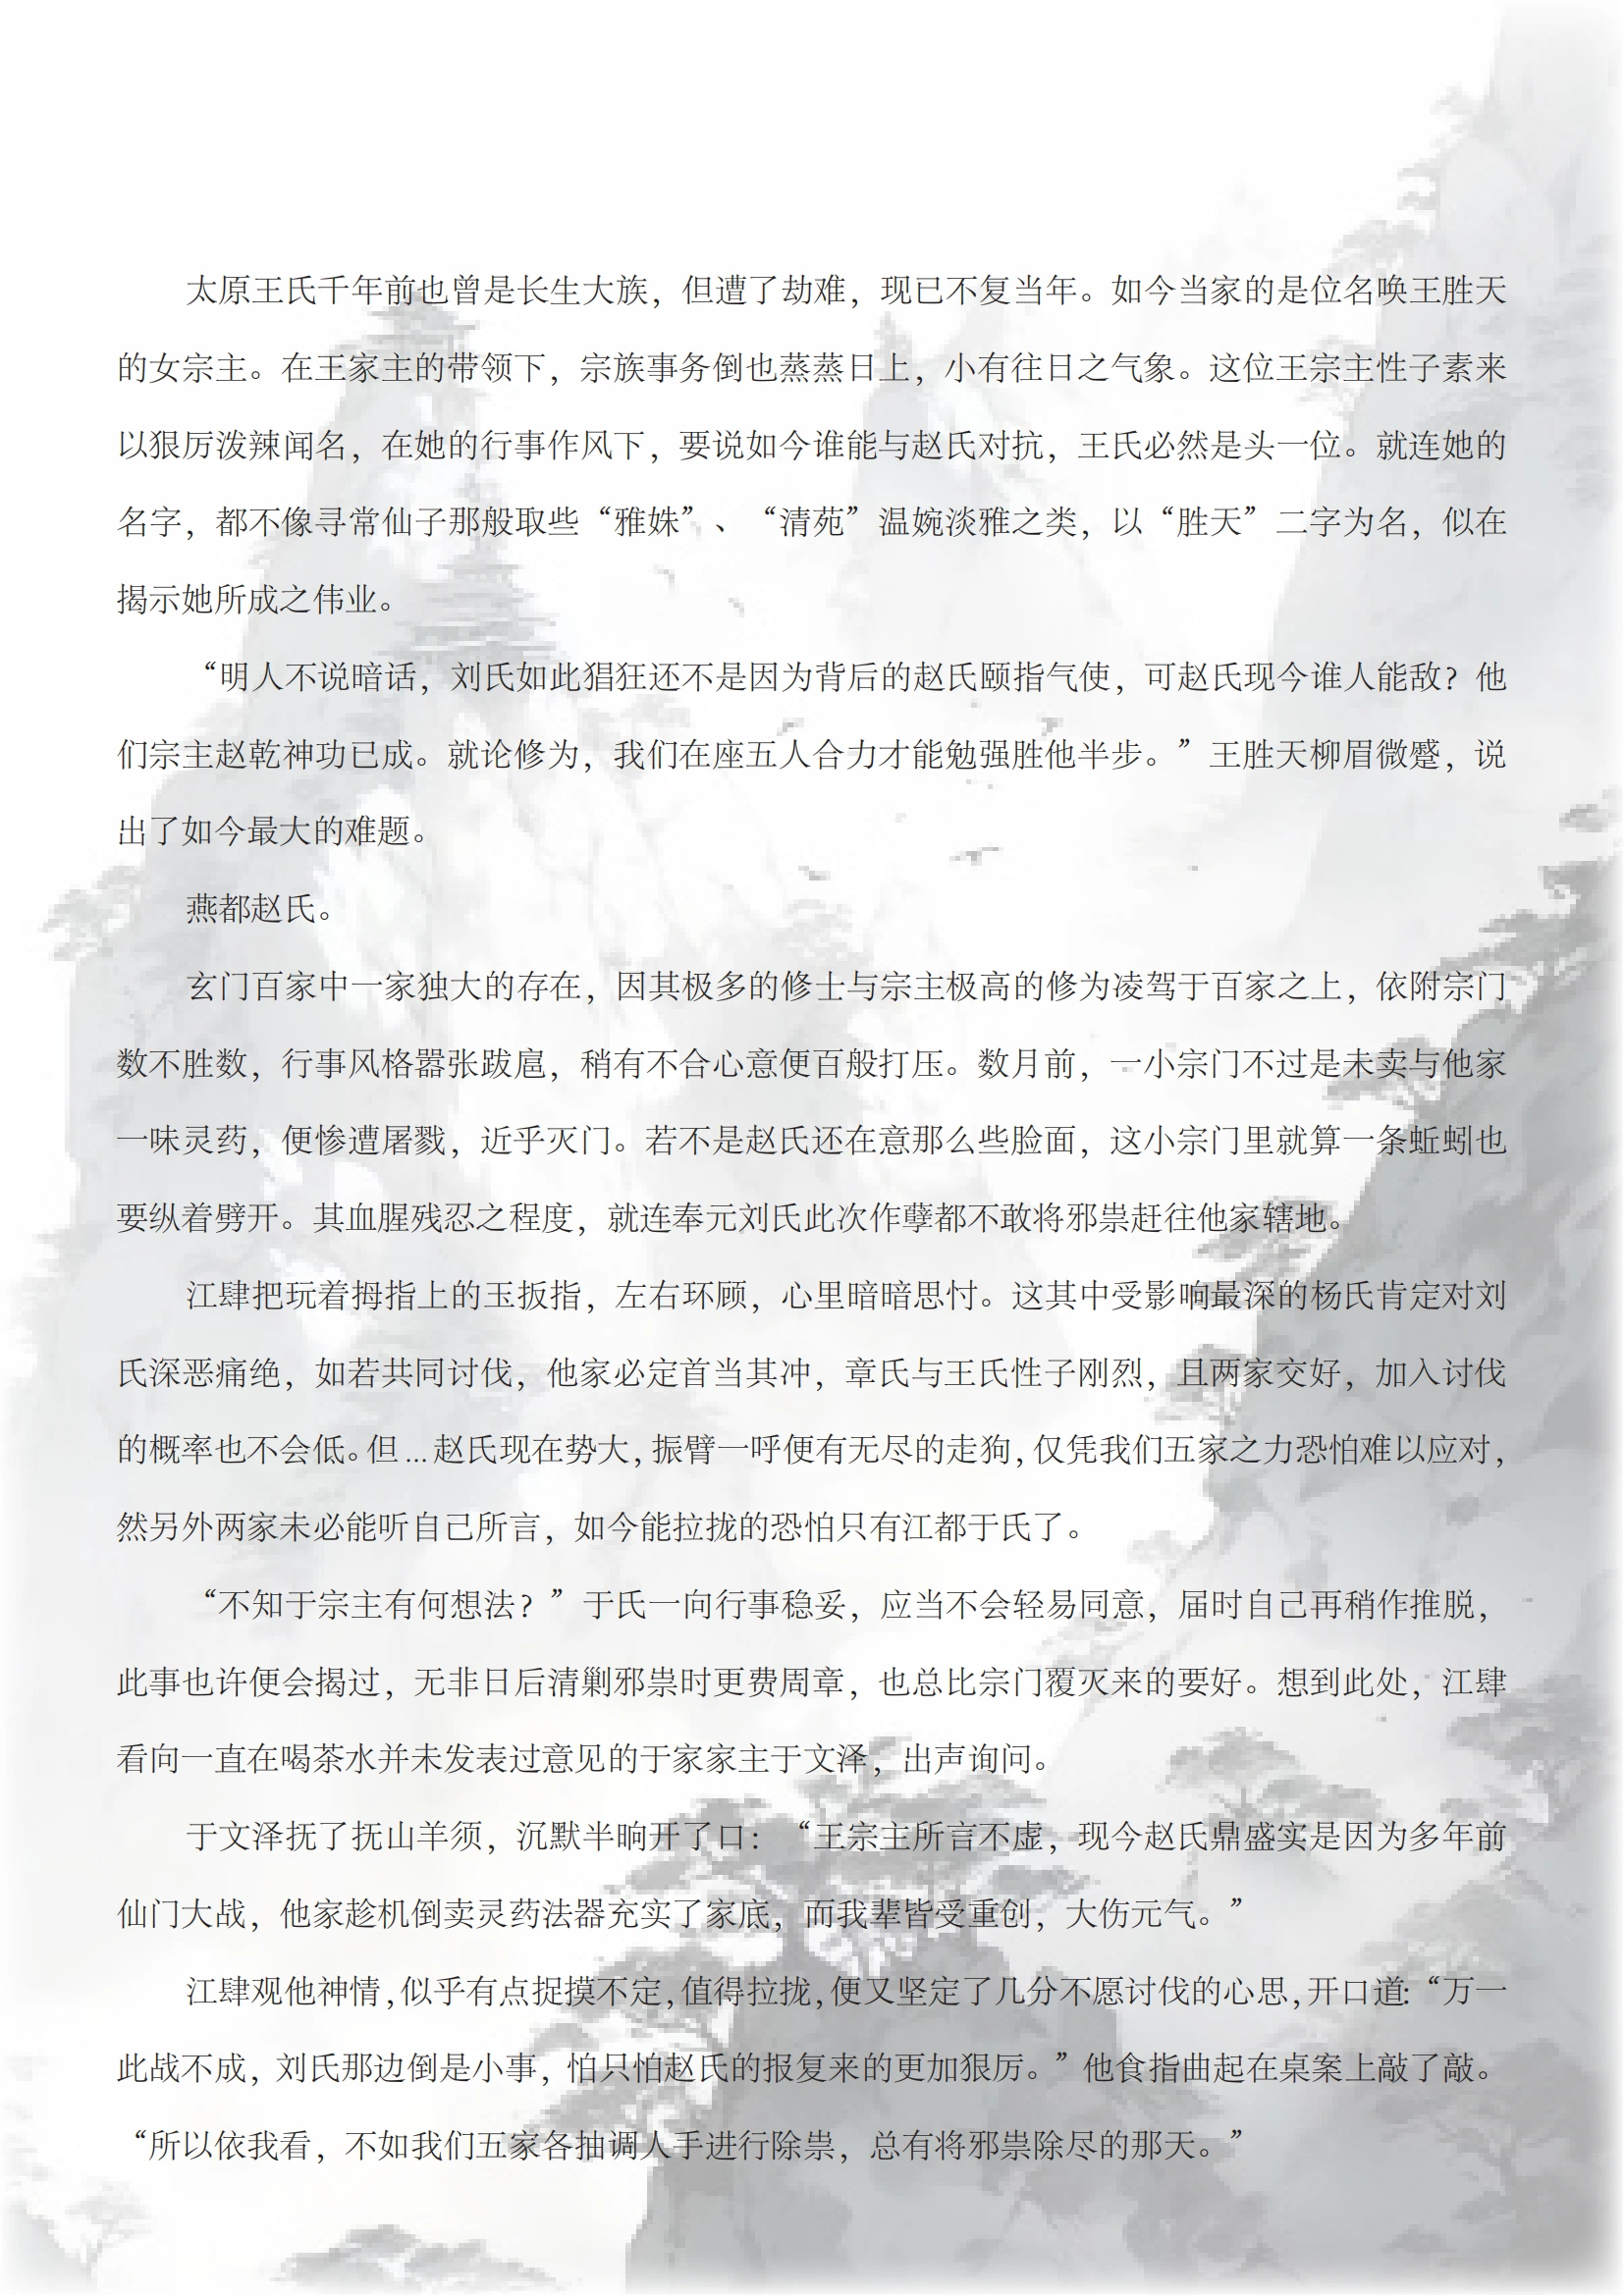 太原王氏千年前也曾是长生大族，但遭了劫难，现已不复当年。如今当家的是位名唤王胜天
的女宗主。在王家主的带领下，宗族事务倒也蒸蒸日上，小有往日之气象。这位王宗主性子素来
以狠厉泼辣闻名，在她的行事作风下，要说如今谁能与赵氏对抗，王氏必然是头一位。就连她的
名字，都不像寻常仙子那般取些“雅姝”、“清苑”温婉淡雅之类，以“胜天”二字为名，似在
揭示她所成之伟业。
“明人不说暗话，刘氏如此猖狂还不是因为背后的赵氏颐指气使，可赵氏现今谁人能敌？他
们宗主赵乾神功已成。就论修为，我们在座五人合力才能勉强胜他半步。”王胜天柳眉微蹙，说
出了如今最大的难题。
燕都赵氏。
玄门百家中一家独大的存在，因其极多的修士与宗主极高的修为凌驾于百家之上，依附宗门
数不胜数，行事风格嚣张跋扈，稍有不合心意便百般打压。数月前，一小宗门不过是未卖与他家
一味灵药，便惨遭屠戮，近乎灭门。若不是赵氏还在意那么些脸面，这小宗门里就算一条蚯蚓也
要纵着劈开。其血腥残忍之程度，就连奉元刘氏此次作孽都不敢将邪祟赶往他家辖地。
江肆把玩着拇指上的玉扳指，左右环顾，心里暗暗思忖。这其中受影响最深的杨氏肯定对刘
氏深恶痛绝，如若共同讨伐，他家必定首当其冲，章氏与王氏性子刚烈，且两家交好，加入讨伐
的概率也不会低。但...赵氏现在势大，振臂一呼便有无尽的走狗，仅凭我们五家之力恐怕难以应对，
然另外两家未必能听自己所言，如今能拉拢的恐怕只有江都于氏了。
“不知于宗主有何想法？”于氏一向行事稳妥，应当不会轻易同意，届时自己再稍作推脱，
此事也许便会揭过，无非日后清剿邪祟时更费周章，也总比宗门覆灭来的要好。想到此处，江肆
看向一直在喝茶水并未发表过意见的于家家主于文泽，出声询问。
于文泽抚了抚山羊须，沉默半晌开了口：“王宗主所言不虚，现今赵氏鼎盛实是因为多年前
仙门大战，他家趁机倒卖灵药法器充实了家底，而我辈皆受重创，大伤元气。”
江肆观他神情，似乎有点捉摸不定，值得拉拢，便又坚定了几分不愿讨伐的心思，开口道：“万一
此战不成，刘氏那边倒是小事，怕只怕赵氏的报复来的更加狠厉。”他食指曲起在桌案上敲了敲。
“所以依我看，不如我们五家各抽调人手进行除祟，总有将邪祟除尽的那天。”